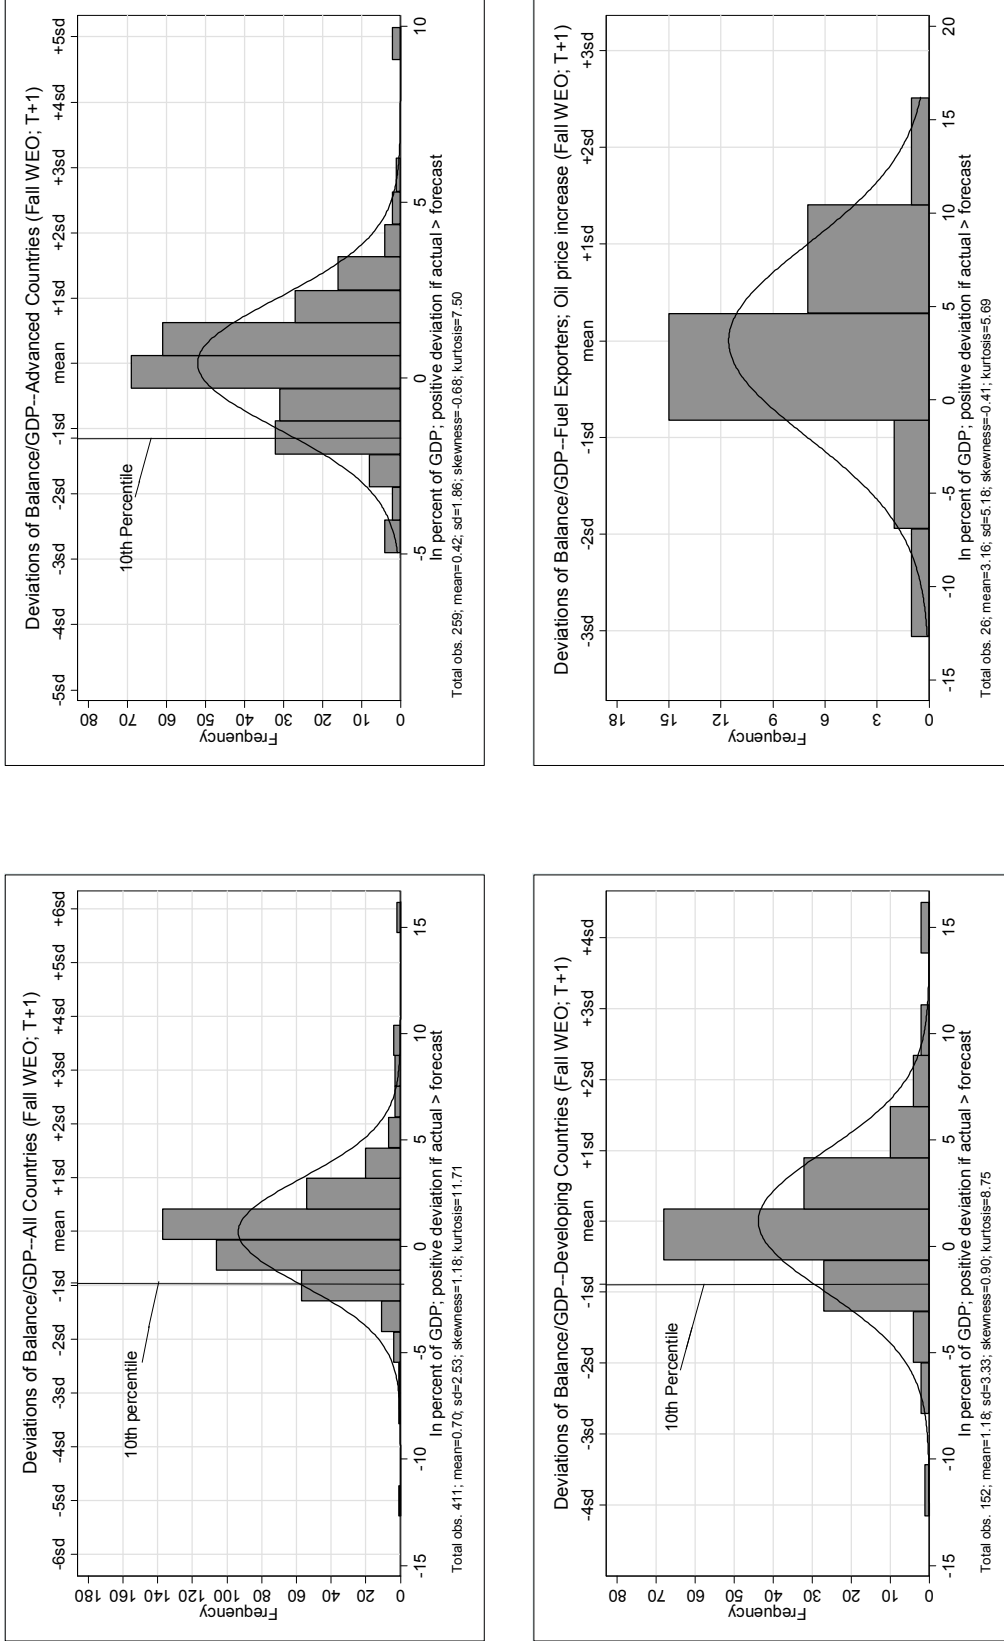 Deviations of Balance/GDP--All Countries (Fall WEO; T+1)
-6sd -5sd -4sd -3sd -2sd -1sd mean +1sd +2sd +3sd +4sd +5sd +6sd
10th percentile
Frequency
0 20 40 60 80 100 120 140 160 180
-15 -10 -5 0 5 10 15
In percent of GDP; positive deviation if actual > forecast
Total obs. 411; mean=0.70; sd=2.53; skewness=1.18; kurtosis=11.71
Deviations of Balance/GDP--Advanced Countries (Fall WEO; T+1)
-5sd -4sd -3sd -2sd -1sd mean +1sd +2sd +3sd +4sd +5sd
10th Percentile
Frequency
0 10 20 30 40 50 60 70 80
-5 0 5 10
In percent of GDP; positive deviation if actual > forecast
Total obs. 259; mean=0.42; sd=1.86; skewness=-0.68; kurtosis=7.50
Deviations of Balance/GDP--Developing Countries (Fall WEO; T+1)
-4sd -3sd -2sd -1sd mean +1sd +2sd +3sd +4sd
10th Percentile
Frequency
0 10 20 30 40 50 60 70 80
-15 -10 -5 0 5 10 15
In percent of GDP; positive deviation if actual > forecast
Total obs. 152; mean=1.18; sd=3.33; skewness=0.90; kurtosis=8.75
Deviations of Balance/GDP--Fuel Exporters; Oil price increase (Fall WEO; T+1)
-3sd -2sd -1sd mean +1sd +2sd +3sd
Frequency
0 3 6 9 12 15 18
-15 -10 -5 0 5 10 15 20
In percent of GDP; positive deviation if actual > forecast
Total obs. 26; mean=3.16; sd=5.18; skewness=-0.41; kurtosis=5.69